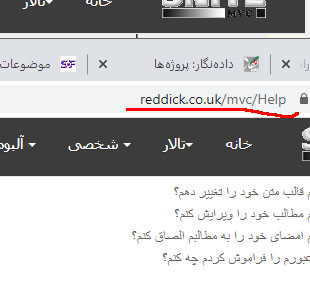 خانه تالار
MVC
داده‌نگار: پروژه‌ها × موضوعات ×
reddick.co.uk/mvc/Help
خانه تالار شخصی
قالب متن خود را تغییر دهم؟
مطالب خود را ویرایش کنم؟
امضای خود را به مطالبم الصاق کنم؟
را فراموش کردم چه کنم؟